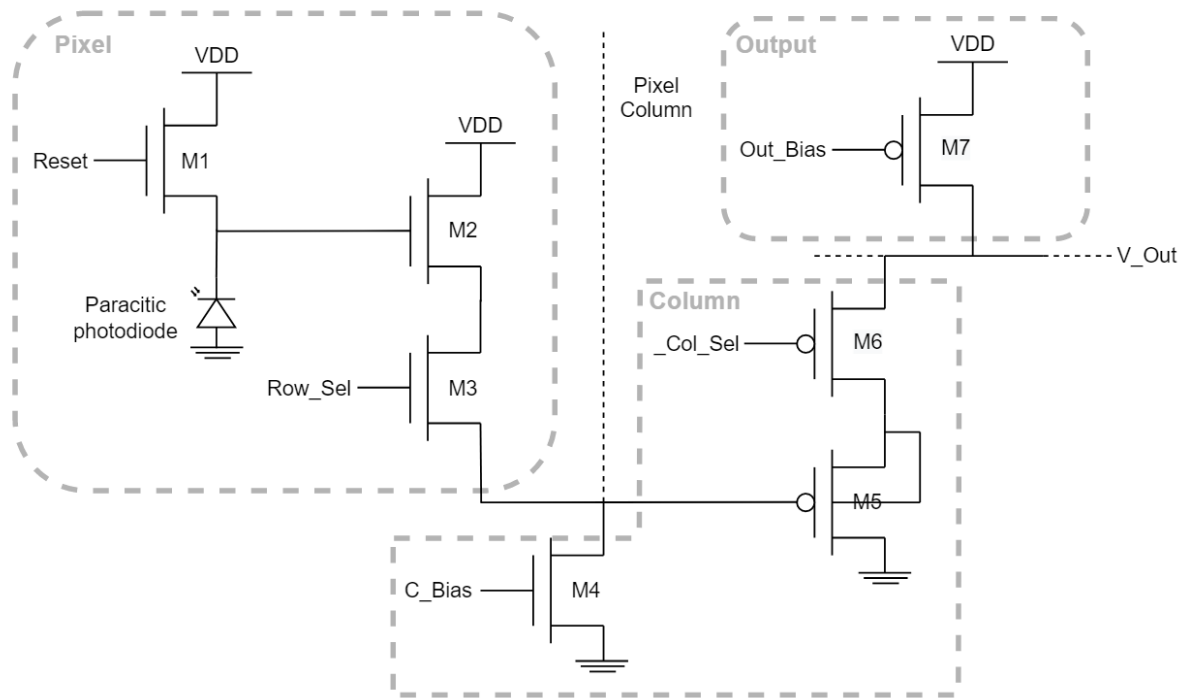 Pixel
VDD
Reset
M1
VDD
M2
Paracitic
photodiode
Row_Sel
M3
Pixel
Column
Output
VDD
Out_Bias
M7
V_Out
Column
_Col_Sel
M6
M5
C_Bias
M4